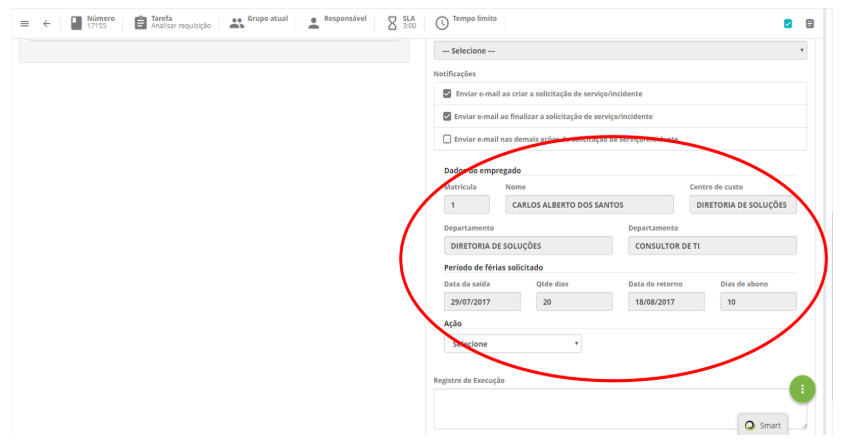 Número Tarefa Grupo atual Responsável SLA Tempo limite
17155 Analisar requisição 3:00
--- Selecione ---
Notificações
Enviar e-mail ao criar a solicitação de serviço/incidente
Enviar e-mail ao finalizar a solicitação de serviço/incidente
Enviar e-mail nas demais ações da solicitação de serviço/incidente
Dados do empregado
Matrícula Nome Centro de custo
1 CARLOS ALBERTO DOS SANTOS DIRETORIA DE SOLUÇÕES
Departamento Departamento
DIRETORIA DE SOLUÇÕES CONSULTOR DE TI
Período de férias solicitado
Data da saída Qtde dias Data do retorno Dias de abono
29/07/2017 20 18/08/2017 10
Ação
Selecione
Registro de Execução
Smart